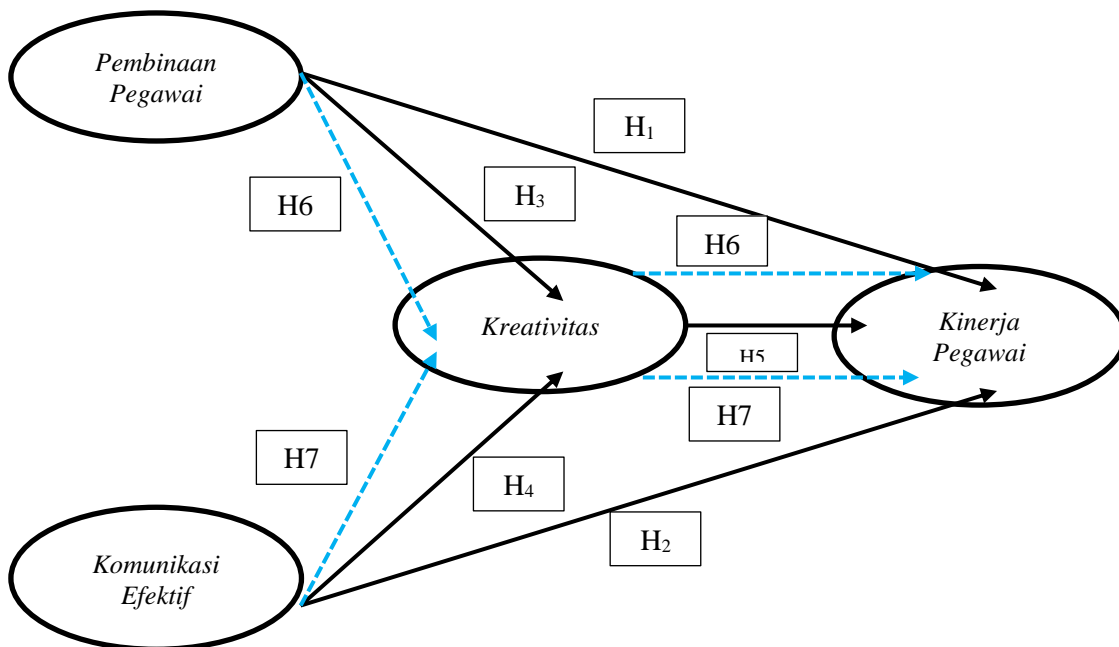 Pembinaan
Pegawai
H₁
H₃
H6
H6
Kreativitas
Kinerja
Pegawai
H5
H7
H7
H₄
H₂
Komunikasi
Efektif